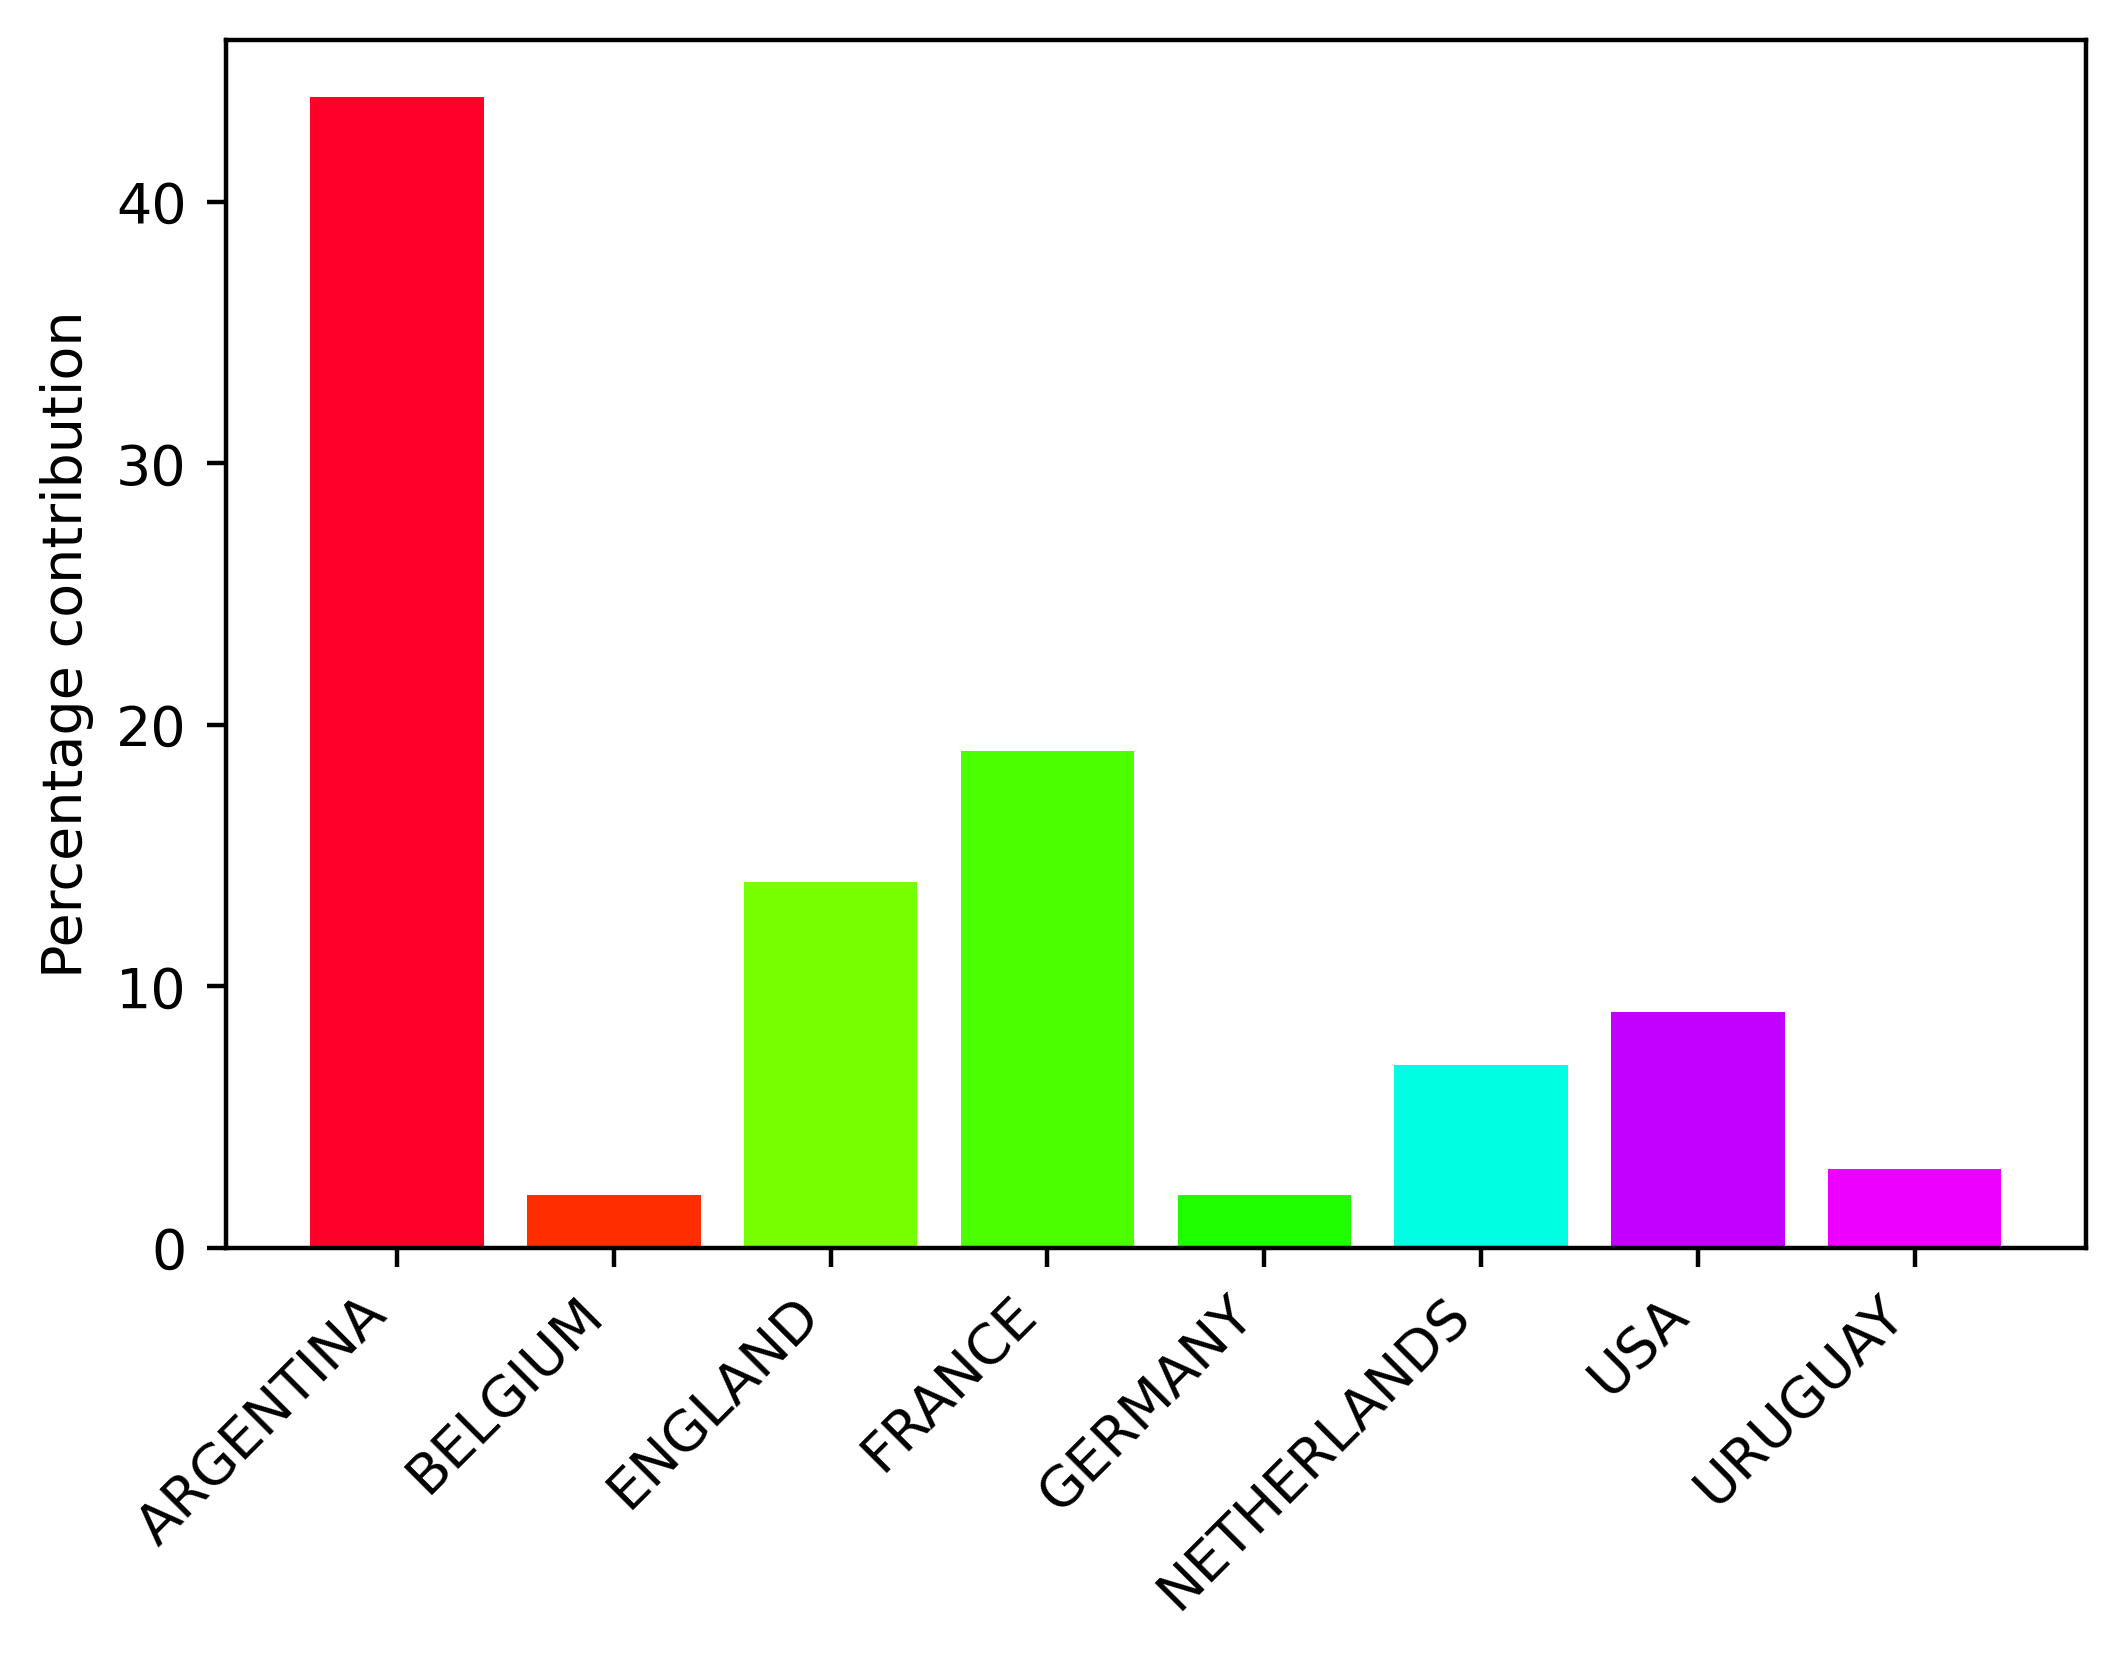 Percentage contribution
40
30
20
10
0
ARGENTINA
BELGIUM
ENGLAND
FRANCE
GERMANY
NETHERLANDS
USA
URUGUAY